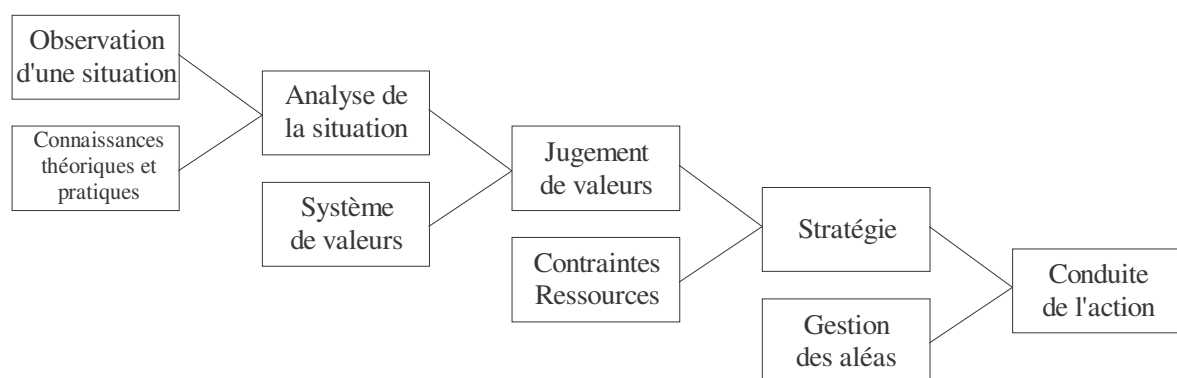 Observation
d'une situation
Connaissances
théoriques et
pratiques
Analyse de
la situation
Système
de valeurs
Jugement
de valeurs
Contraintes
Ressources
Stratégie
Gestion
des aléas
Conduite
de l'action